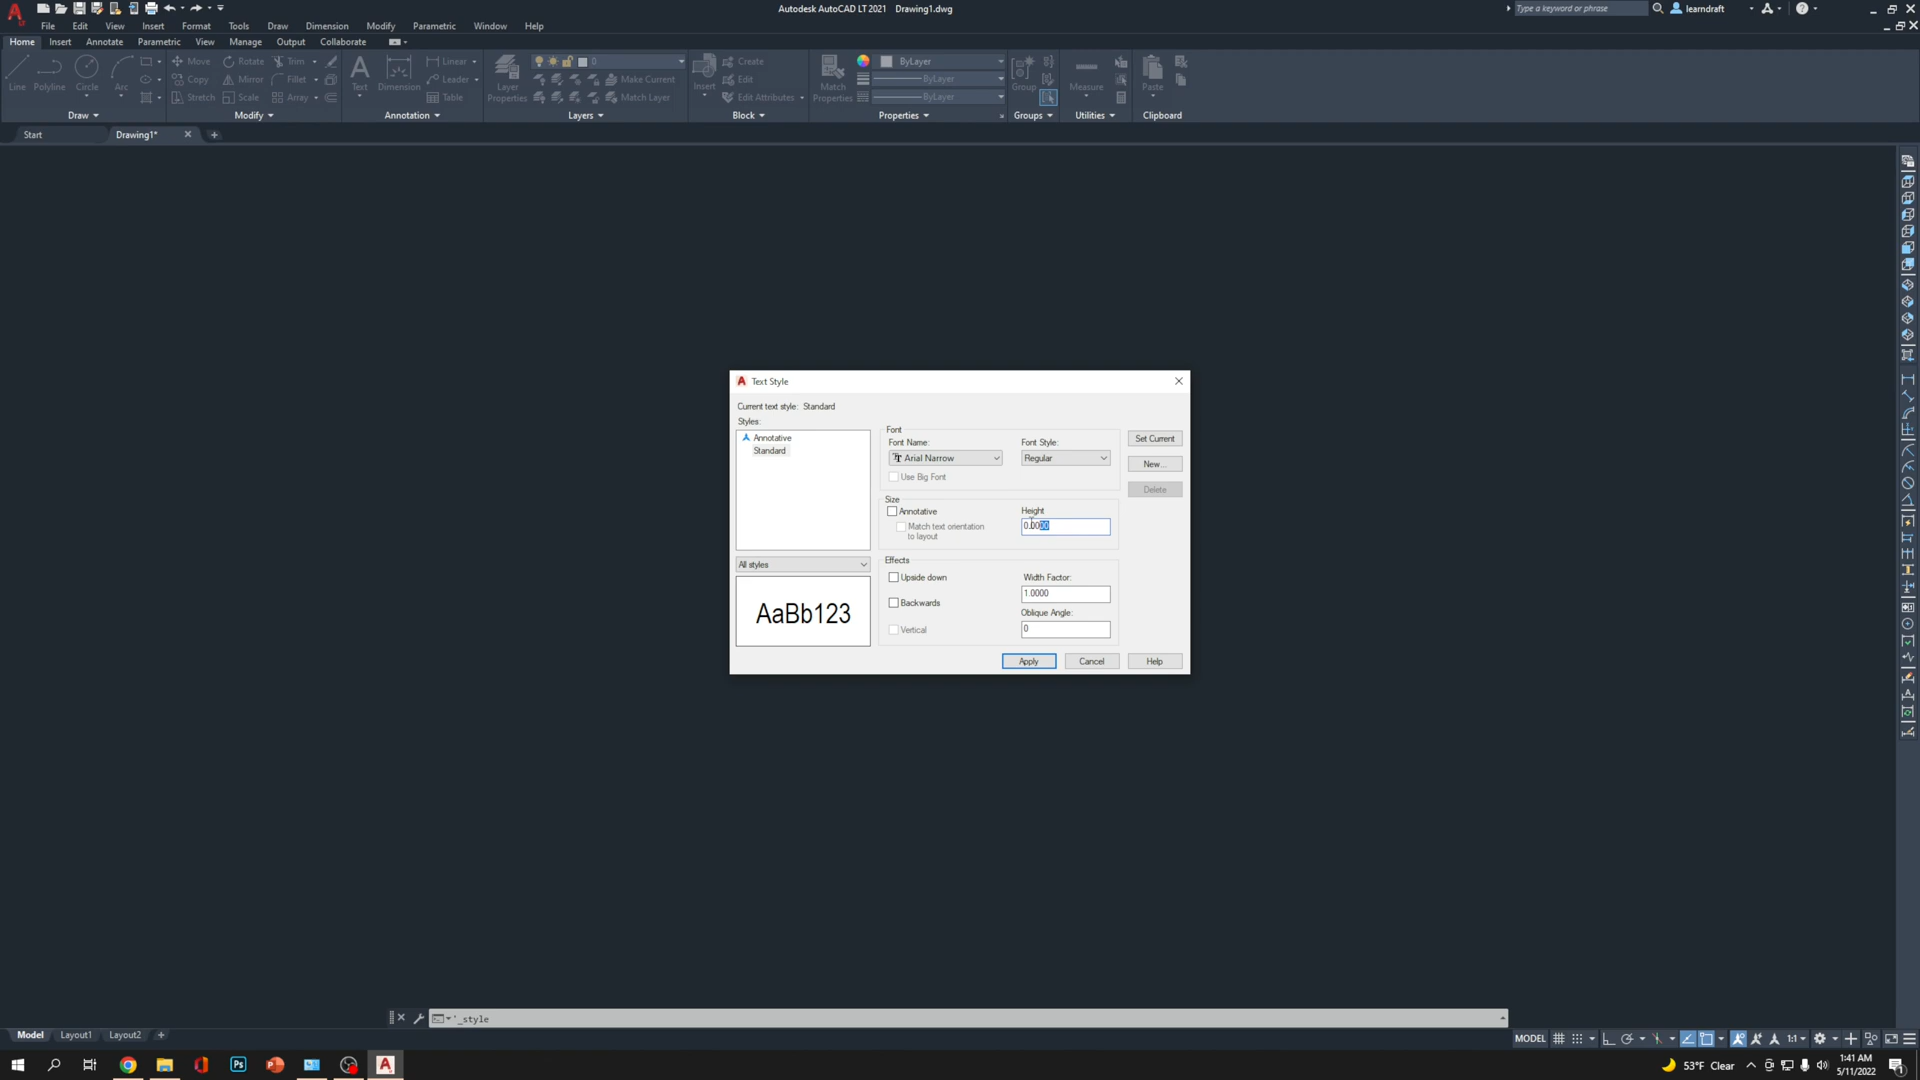 Autodesk AutoCAD LT 2021 Drawing1.dwg
Type a keyword or phrase
learndraft
File Edit View Insert Format Tools Draw Dimension Modify Parametric Window Help
Home Insert Annotate Parametric View Manage Output Collaborate
Line Polyline Circle Arc
Move Rotate Trim
Copy Mirror Fillet
Stretch Scale Array
Text Dimension
Linear
Leader
Table
Layer Properties
0
Make Current
Match Layer
Insert
Create
Edit
Edit Attributes
Match Properties
ByLayer
ByLayer
ByLayer
Group
Measure
Paste
Draw Modify Annotation Layers Block Properties Groups Utilities Clipboard
Start Drawing1*
Text Style
Current text style: Standard
Styles:
Annotative
Standard
All styles
AaBb123
Font
Font Name:
Arial Narrow
Font Style:
Regular
Use Big Font
Size
Annotative
Match text orientation
to layout
Height
0.0000
Effects
Upside down
Backwards
Vertical
Width Factor:
1.0000
Oblique Angle:
0
Set Current
New...
Delete
Apply Cancel Help
'_style
Model Layout1 Layout2
MODEL 1:1
53°F Clear
1:41 AM
5/11/2022